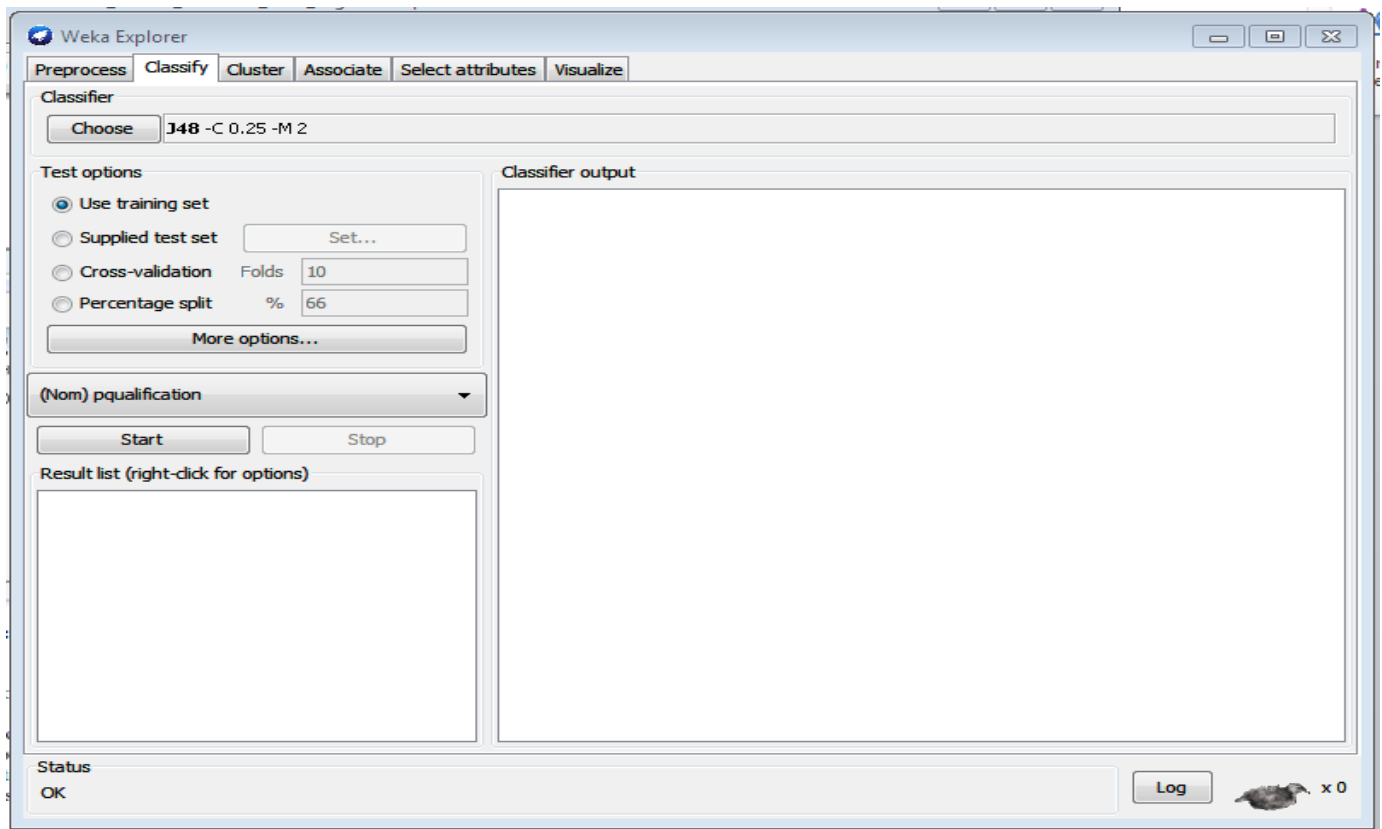 Weka Explorer
Preprocess Classify Cluster Associate Select attributes Visualize
Classifier
Choose J48 -C 0.25 -M 2
Test options
Use training set
Supplied test set Set...
Cross-validation Folds 10
Percentage split % 66
More options...
(Nom) pqualification
Start Stop
Result list (right-click for options)
Classifier output
Status
OK
Log x 0